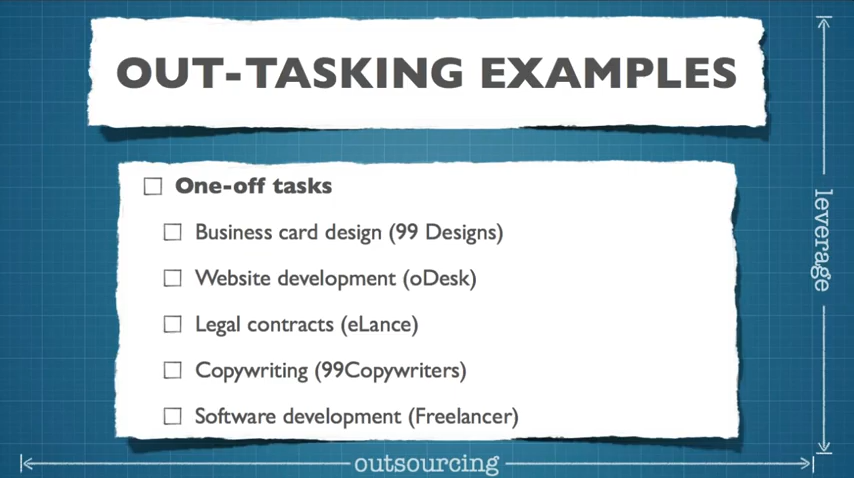 OUT-TASKING EXAMPLES
One-off tasks
Business card design (99 Designs)
Website development (oDesk)
Legal contracts (eLance)
Copywriting (99Copywriters)
Software development (Freelancer)
leverage
outsourcing